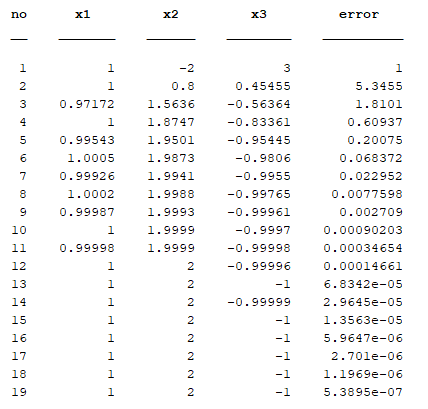 no x1 x2 x3 error
1 1 -2 3 1
2 1 0.8 0.45455 5.3455
3 0.97172 1.5636 -0.56364 1.8101
4 1 1.8747 -0.83361 0.60937
5 0.99543 1.9501 -0.95445 0.20075
6 1.0005 1.9873 -0.9806 0.068372
7 0.99926 1.9941 -0.9955 0.022952
8 1.0002 1.9988 -0.99765 0.0077598
9 0.99987 1.9993 -0.99961 0.002709
10 1 1.9999 -0.9997 0.00090203
11 0.99998 1.9999 -0.99998 0.00034654
12 1 2 -0.99996 0.00014661
13 1 2 -1 6.8342e-05
14 1 2 -0.99999 2.9645e-05
15 1 2 -1 1.3563e-05
16 1 2 -1 5.9647e-06
17 1 2 -1 2.701e-06
18 1 2 -1 1.1969e-06
19 1 2 -1 5.3895e-07